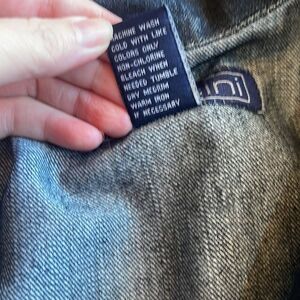 MACHINE WASH
COLD WITH LIKE
COLORS ONLY
NON-CHLORINE
BLEACH WHEN
NEEDED TUMBLE
DRY MEDIUM
WARM IRON
IF NECESSARY